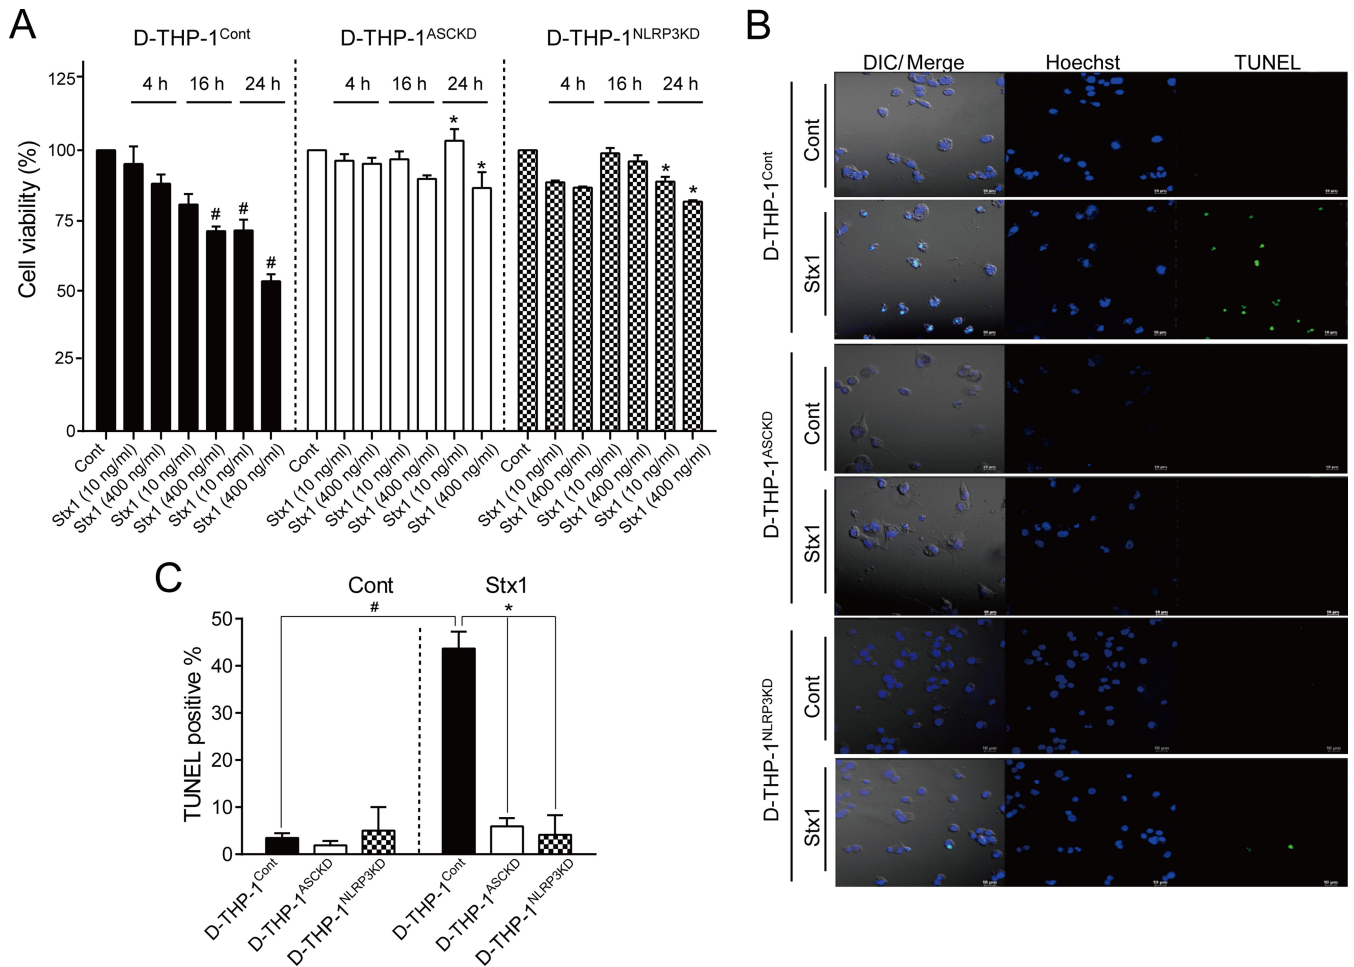 A
D-THP-1Cont D-THP-1ASCKD D-THP-1NLRP3KD
4 h 16 h 24 h 4 h 16 h 24 h 4 h 16 h 24 h
Cell viability (%)
125
100
75
50
25
0
# # # * * * *
Cont Stx1 (10 ng/ml) Stx1 (400 ng/ml) Stx1 (10 ng/ml) Stx1 (400 ng/ml) Stx1 (10 ng/ml) Stx1 (400 ng/ml)
Cont Stx1 (10 ng/ml) Stx1 (400 ng/ml) Stx1 (10 ng/ml) Stx1 (400 ng/ml) Stx1 (10 ng/ml) Stx1 (400 ng/ml)
Cont Stx1 (10 ng/ml) Stx1 (400 ng/ml) Stx1 (10 ng/ml) Stx1 (400 ng/ml) Stx1 (10 ng/ml) Stx1 (400 ng/ml)
B
DIC/ Merge Hoechst TUNEL
D-THP-1Cont
Cont
Stx1
D-THP-1ASCKD
Cont
Stx1
D-THP-1NLRP3KD
Cont
Stx1
C
Cont Stx1
# *
TUNEL positive %
50
40
30
20
10
0
D-THP-1Cont D-THP-1ASCKD D-THP-1NLRP3KD D-THP-1Cont D-THP-1ASCKD D-THP-1NLRP3KD